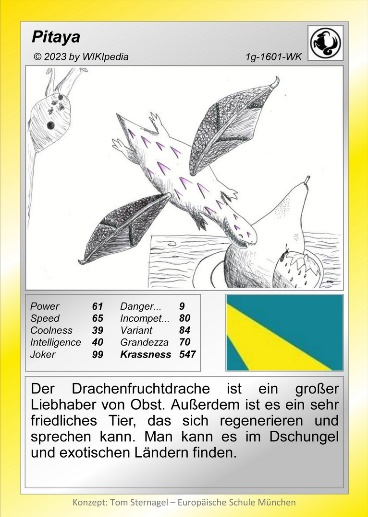 Pitaya
© 2023 by WIKIpedia 1g-1601-WK
Power 61 Danger... 9
Speed 65 Incompet... 80
Coolness 39 Variant 84
Intelligence 40 Grandezza 70
Joker 99 Krassness 547
Der Drachenfruchtdrache ist ein großer
Liebhaber von Obst. Außerdem ist es ein sehr
friedliches Tier, das sich regenerieren und
sprechen kann. Man kann es im Dschungel
und exotischen Ländern finden.
Konzept: Tom Sternagel – Europäische Schule München